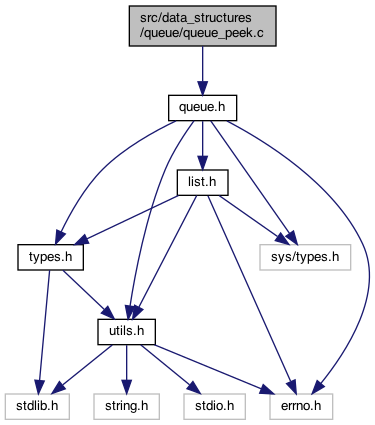 src/data_structures
/queue/queue_peek.c
queue.h
list.h
types.h
sys/types.h
utils.h
stdlib.h
string.h
stdio.h
errno.h